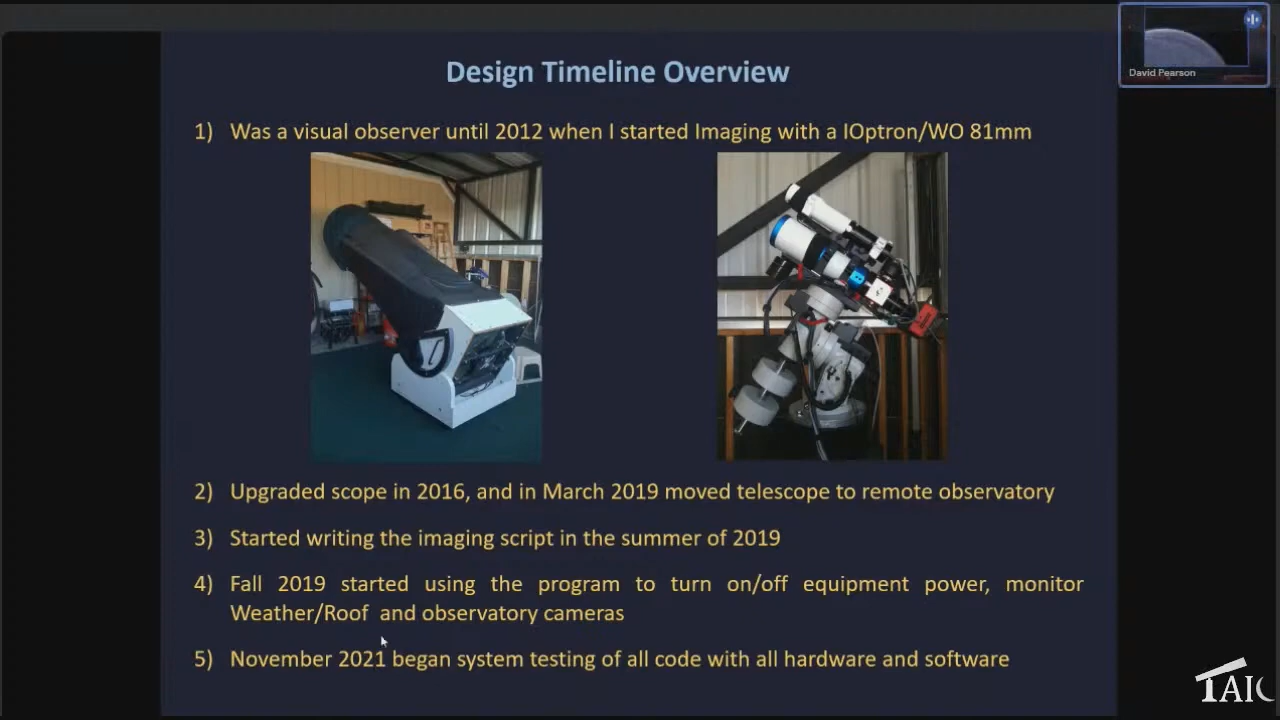 David Pearson
Design Timeline Overview
1) Was a visual observer until 2012 when I started Imaging with a IOptron/WO 81mm
2) Upgraded scope in 2016, and in March 2019 moved telescope to remote observatory
3) Started writing the imaging script in the summer of 2019
4) Fall 2019 started using the program to turn on/off equipment power, monitor
Weather/Roof and observatory cameras
5) November 2021 began system testing of all code with all hardware and software
TAIC